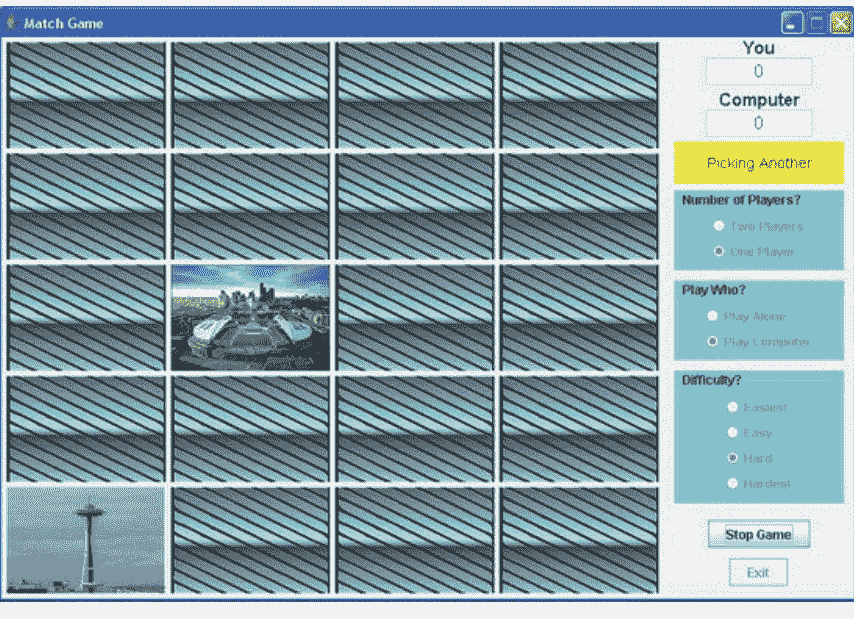 Match Game
You
0
Computer
0
Picking Another
Number of Players?
Two Players
One Player
Play Who?
Play Alone
Play Computer
Difficulty?
Easiest
Easy
Hard
Hardest
Stop Game
Exit